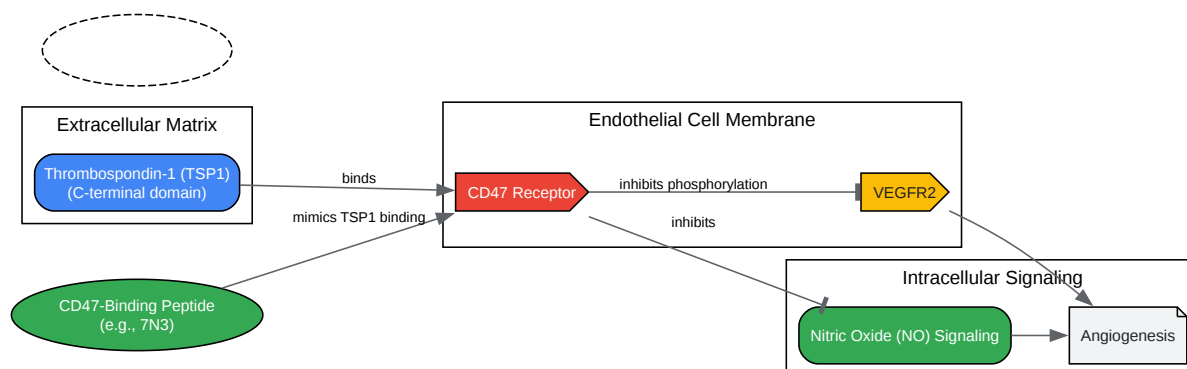 Extracellular Matrix
Thrombospondin-1 (TSP1)
(C-terminal domain)
binds
mimics TSP1 binding
CD47-Binding Peptide
(e.g., 7N3)
Endothelial Cell Membrane
CD47 Receptor
inhibits phosphorylation
VEGFR2
inhibits
Intracellular Signaling
Nitric Oxide (NO) Signaling
Angiogenesis